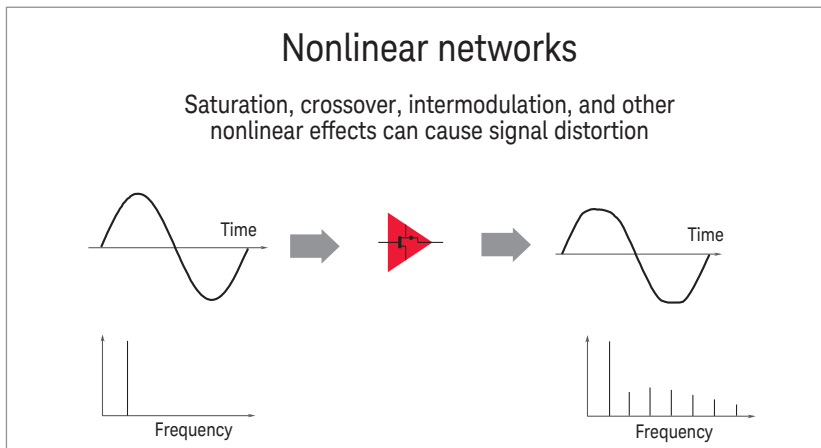 Nonlinear networks
Saturation, crossover, intermodulation, and other
nonlinear effects can cause signal distortion
Time
Time
Frequency
Frequency